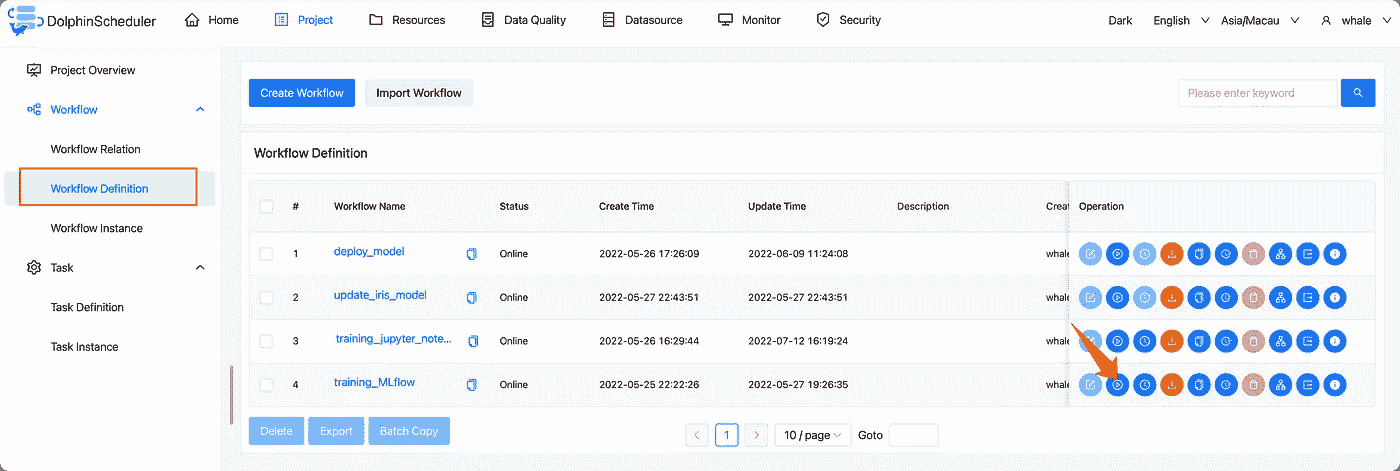 DolphinScheduler Home Project Resources Data Quality Datasource Monitor Security Dark English Asia/Macau whale
Project Overview
Workflow
Workflow Relation
Workflow Definition
Workflow Instance
Task
Task Definition
Task Instance
Create Workflow Import Workflow Please enter keyword
Workflow Definition
# Workflow Name Status Create Time Update Time Description Creat Operation
1 deploy_model Online 2022-05-26 17:26:09 2022-06-09 11:24:08 whale
2 update_iris_model Online 2022-05-27 22:43:51 2022-05-27 22:43:51 whale
3 training_jupyter_note... Online 2022-05-26 16:29:44 2022-07-12 16:19:24 whale
4 training_MLflow Online 2022-05-25 22:22:26 2022-05-27 19:26:35 whale
Delete Export Batch Copy 1 10 / page Goto